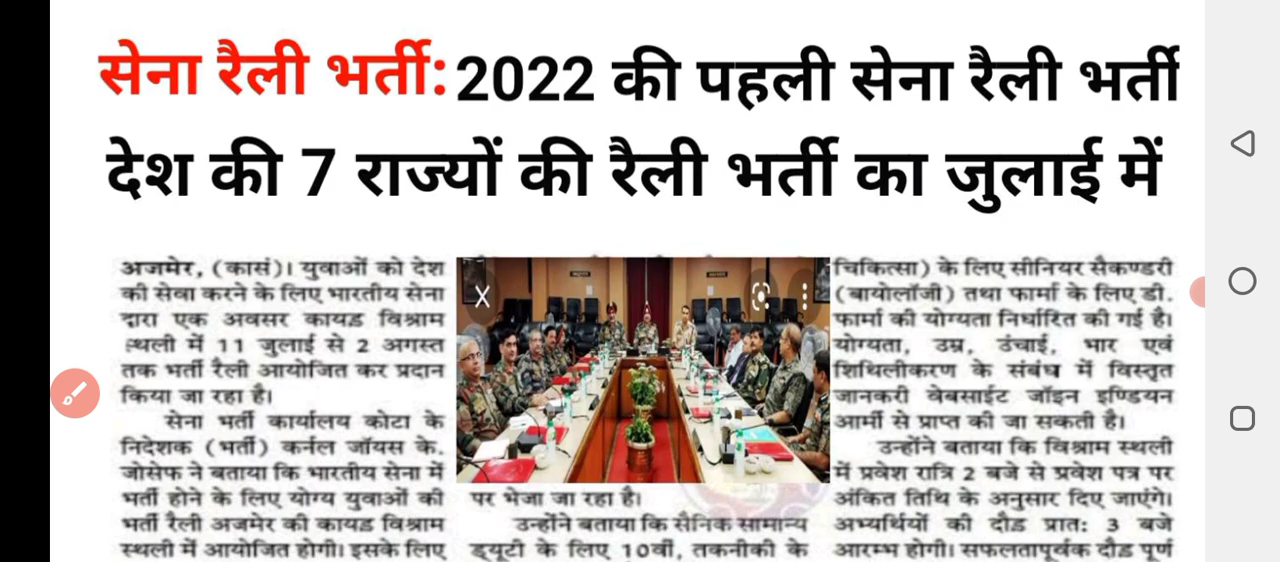 सेना रैली भर्ती: 2022 की पहली सेना रैली भर्ती
देश की 7 राज्यों की रैली भर्ती का जुलाई में
अजमेर, (कासं)। युवाओं को देश
की सेवा करने के लिए भारतीय सेना
द्वारा एक अवसर कायड विश्राम
स्थली में 11 जुलाई से 2 अगस्त
तक भर्ती रैली आयोजित कर प्रदान
किया जा रहा है।
सेना भर्ती कार्यालय कोटा के
निदेशक (भर्ती) कर्नल जॉयस के.
जोसेफ ने बताया कि भारतीय सेना में
भर्ती होने के लिए योग्य युवाओं की
भर्ती रैली अजमेर की कायड विश्राम
स्थली में आयोजित होगी। इसके लिए
पर भेजा जा रहा है।
उन्होंने बताया कि सैनिक सामान्य
ड्यूटी के लिए 10वीं, तकनीकी के
चिकित्सा) के लिए सीनियर सैकण्डरी
(बायोलॉजी) तथा फार्मा के लिए डी.
फार्मा की योग्यता निर्धारित की गई है।
योग्यता, उम्र, उंचाई, भार एवं
शिथिलीकरण के संबंध में विस्तृत
जानकरी वेबसाईट जॉइन इण्डियन
आर्मी से प्राप्त की जा सकती है।
उन्होंने बताया कि विश्राम स्थली
में प्रवेश रात्रि 2 बजे से प्रवेश पत्र पर
अंकित तिथि के अनुसार दिए जाएंगे।
अभ्यर्थियों की दौड प्रात: 3 बजे
आरम्भ होगी। सफलतापूर्वक दौड पूर्ण